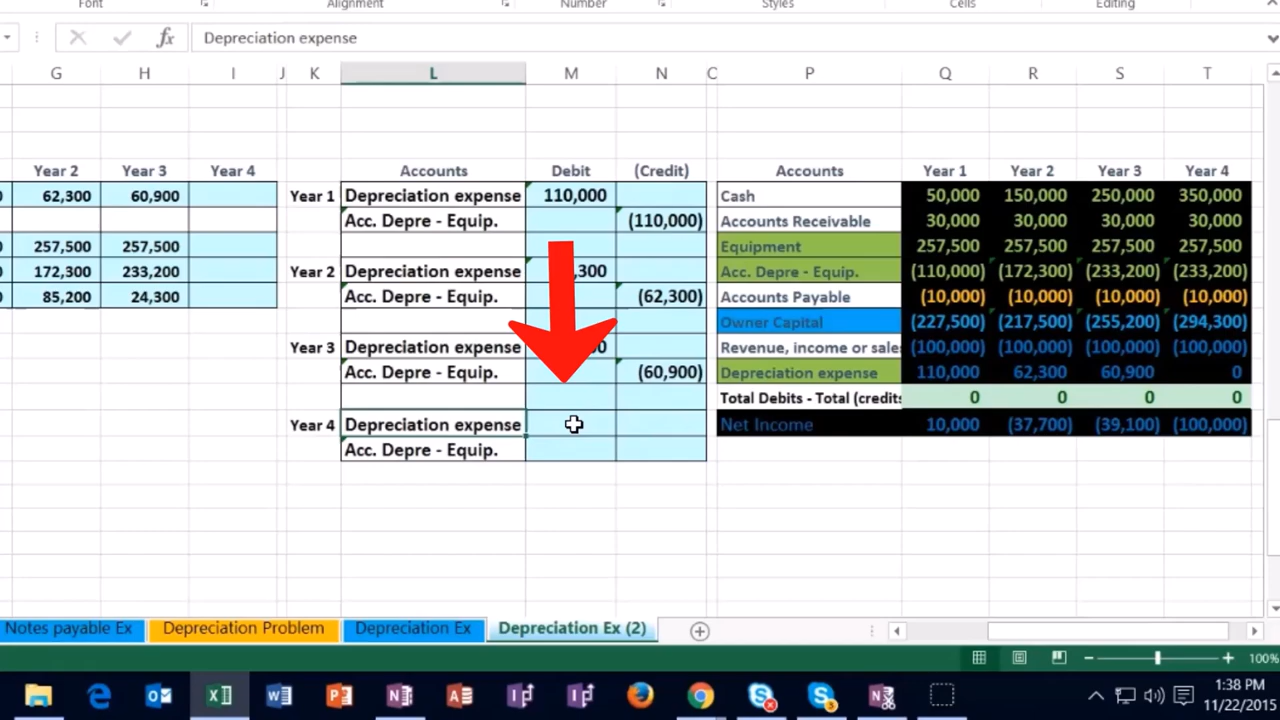 Font Alignment Number Styles Cells Editing
fx Depreciation expense
G H I J K L M N C P Q R S T
Year 2 Year 3 Year 4 Accounts Debit (Credit) Accounts Year 1 Year 2 Year 3 Year 4
0 62,300 60,900 Year 1 Depreciation expense 110,000 Cash 50,000 150,000 250,000 350,000
Acc. Depre - Equip. (110,000) Accounts Receivable 30,000 30,000 30,000 30,000
0 257,500 257,500 Equipment 257,500 257,500 257,500 257,500
0 172,300 233,200 Year 2 Depreciation expense ,300 Acc. Depre - Equip. (110,000) (172,300) (233,200) (233,200)
0 85,200 24,300 Acc. Depre - Equip. (62,300) Accounts Payable (10,000) (10,000) (10,000) (10,000)
Owner Capital (227,500) (217,500) (255,200) (294,300)
Year 3 Depreciation expense 0 Revenue, income or sales (100,000) (100,000) (100,000) (100,000)
Acc. Depre - Equip. (60,900) Depreciation expense 110,000 62,300 60,900 0
Total Debits - Total (credits 0 0 0 0
Year 4 Depreciation expense Net Income 10,000 (37,700) (39,100) (100,000)
Acc. Depre - Equip.
Notes payable Ex Depreciation Problem Depreciation Ex Depreciation Ex (2)
100%
1:38 PM
11/22/2015